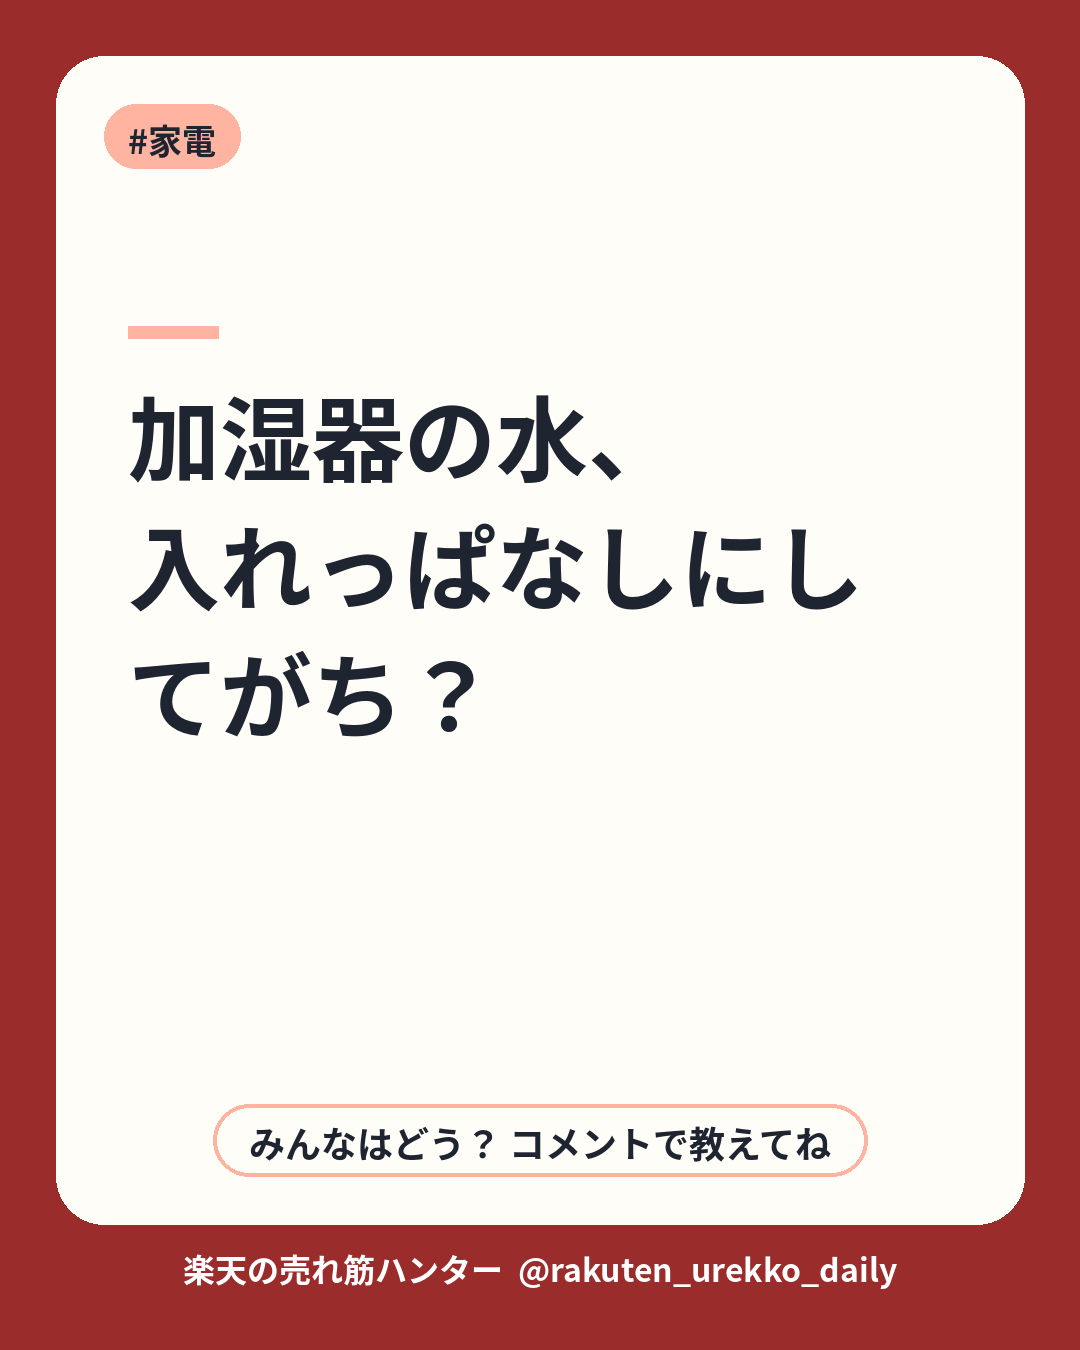 #家電
加湿器の水、
入れっぱなしにし
てがち？
みんなはどう？ コメントで教えてね
楽天の売れ筋ハンター @rakuten_urekko_daily